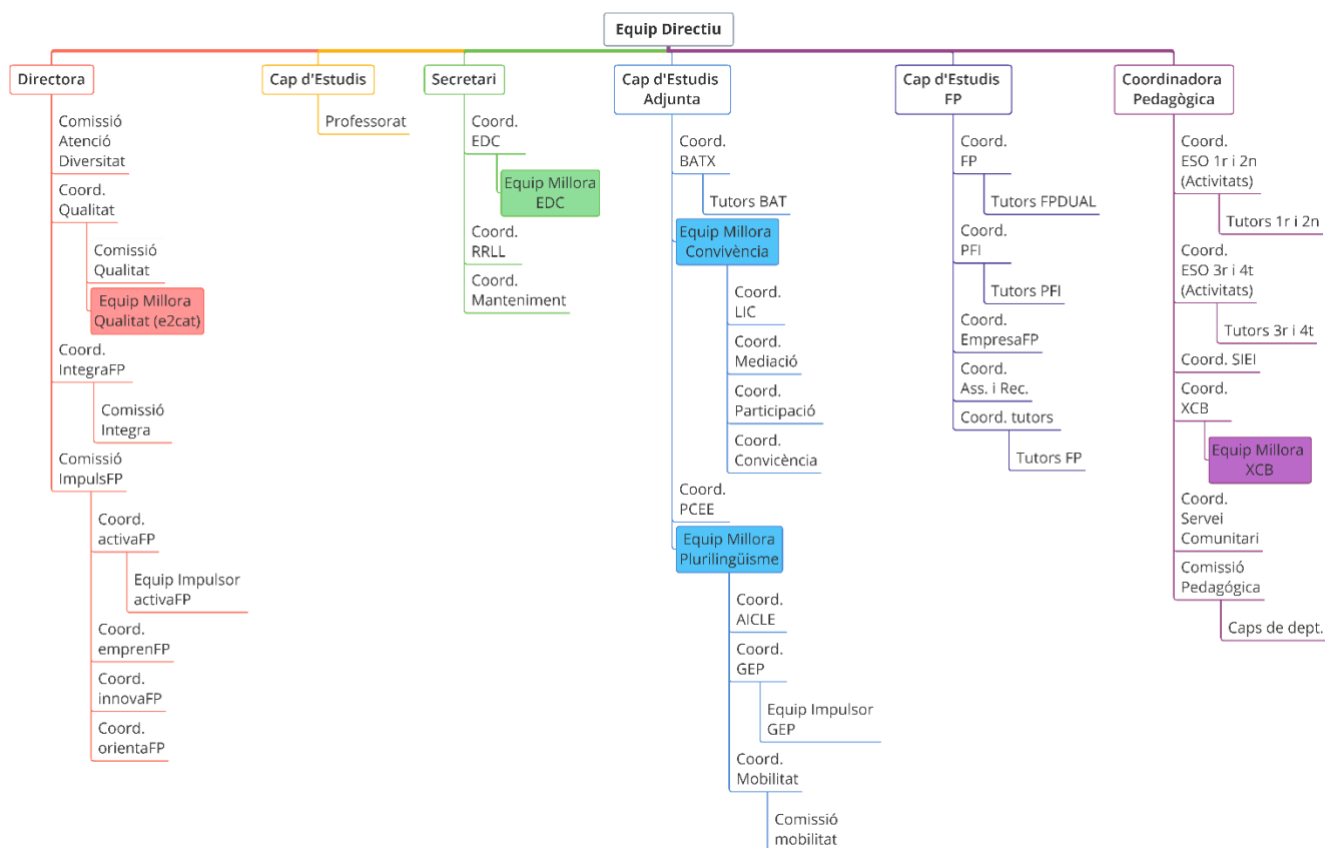 Equip Directiu
Directora
Comissió
Atenció
Diversitat
Coord.
Qualitat
Comissió
Qualitat
Equip Millora
Qualitat (e2cat)
Coord.
IntegraFP
Comissió
Integra
Comissió
ImpulsFP
Coord.
activaFP
Equip Impulsor
activaFP
Coord.
emprenFP
Coord.
innovaFP
Coord.
orientaFP
Cap d'Estudis
Professorat
Secretari
Coord.
EDC
Equip Millora
EDC
Coord.
RRLL
Coord.
Manteniment
Cap d'Estudis
Adjunta
Coord.
BATX
Tutors BAT
Equip Millora
Convivència
Coord.
LIC
Coord.
Mediació
Coord.
Participació
Coord.
Convicència
Coord.
PCEE
Equip Millora
Plurilingüisme
Coord.
AICLE
Coord.
GEP
Equip Impulsor
GEP
Coord.
Mobilitat
Comissió
mobilitat
Cap d'Estudis
FP
Coord.
FP
Tutors FPDUAL
Coord.
PFI
Tutors PFI
Coord.
EmpresaFP
Coord.
Ass. i Rec.
Coord. tutors
Tutors FP
Coordinadora
Pedagògica
Coord.
ESO 1r i 2n
(Activitats)
Tutors 1r i 2n
Coord.
ESO 3r i 4t
(Activitats)
Tutors 3r i 4t
Coord. SIEI
Coord.
XCB
Equip Millora
XCB
Coord.
Servei
Comunitari
Comissió
Pedagógica
Caps de dept.